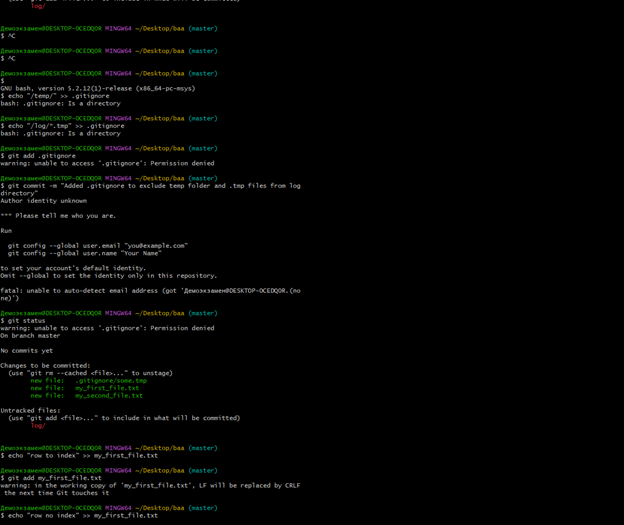 log/
Демоэкзамен@DESKTOP-OCEDQOR MINGW64 ~/Desktop/baa (master)
$ ^C
Демоэкзамен@DESKTOP-OCEDQOR MINGW64 ~/Desktop/baa (master)
$ ^C
Демоэкзамен@DESKTOP-OCEDQOR MINGW64 ~/Desktop/baa (master)
$
GNU bash, version 5.2.12(1)-release (x86_64-pc-msys)
$ echo "/temp/" >> .gitignore
bash: .gitignore: Is a directory
Демоэкзамен@DESKTOP-OCEDQOR MINGW64 ~/Desktop/baa (master)
$ echo "/log/*.tmp" >> .gitignore
bash: .gitignore: Is a directory
Демоэкзамен@DESKTOP-OCEDQOR MINGW64 ~/Desktop/baa (master)
$ git add .gitignore
warning: unable to access '.gitignore': Permission denied
Демоэкзамен@DESKTOP-OCEDQOR MINGW64 ~/Desktop/baa (master)
$ git commit -m "Added .gitignore to exclude temp folder and .tmp files from log
directory"
Author identity unknown
*** Please tell me who you are.
Run
git config --global user.email "you@example.com"
git config --global user.name "Your Name"
to set your account's default identity.
Omit --global to set the identity only in this repository.
fatal: unable to auto-detect email address (got 'Демоэкзамен@DESKTOP-OCEDQOR.(no
ne)')
Демоэкзамен@DESKTOP-OCEDQOR MINGW64 ~/Desktop/baa (master)
$ git status
warning: unable to access '.gitignore': Permission denied
On branch master
No commits yet
Changes to be committed:
(use "git rm --cached <file>..." to unstage)
new file:   .gitignore/some.tmp
new file:   my_first_file.txt
new file:   my_second_file.txt
Untracked files:
(use "git add <file>..." to include in what will be committed)
log/
Демоэкзамен@DESKTOP-OCEDQOR MINGW64 ~/Desktop/baa (master)
$ echo "row to index" >> my_first_file.txt
Демоэкзамен@DESKTOP-OCEDQOR MINGW64 ~/Desktop/baa (master)
$ git add my_first_file.txt
warning: in the working copy of 'my_first_file.txt', LF will be replaced by CRLF
the next time Git touches it
Демоэкзамен@DESKTOP-OCEDQOR MINGW64 ~/Desktop/baa (master)
$ echo "row no index" >> my_first_file.txt